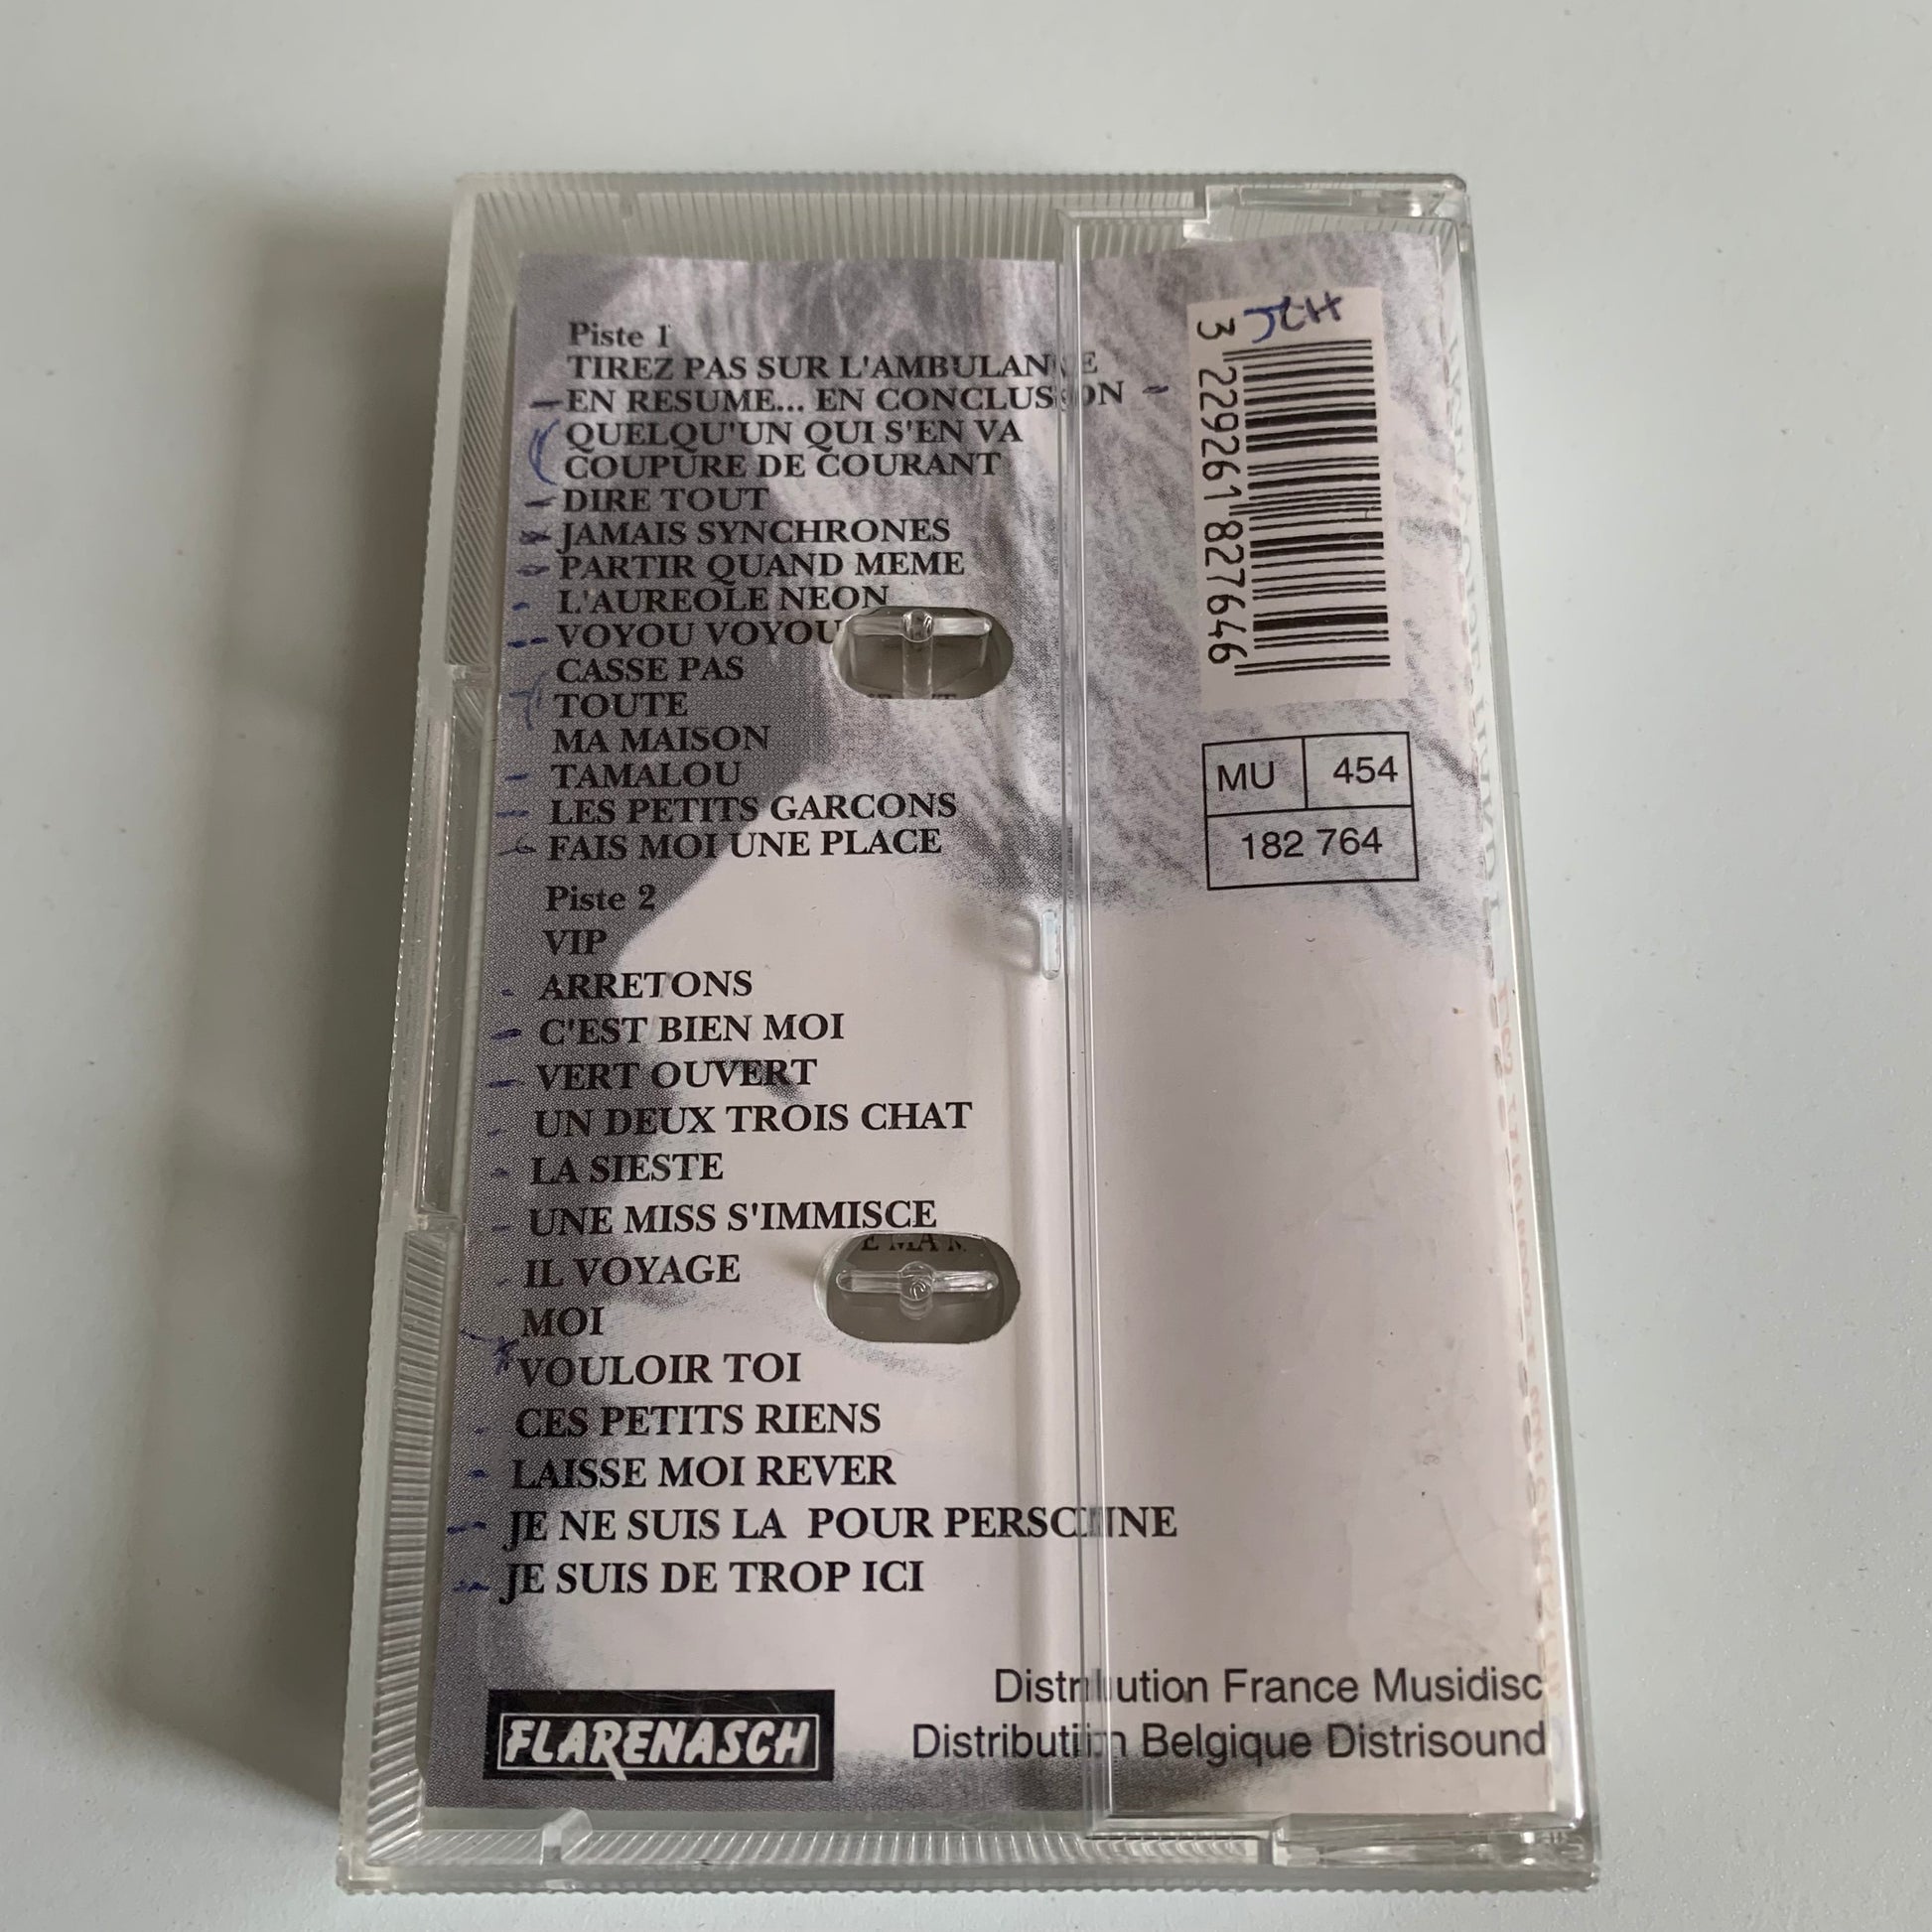 Piste 1
TIREZ PAS SUR L'AMBULANCE
EN RESUME... EN CONCLUSION
QUELQU'UN QUI S'EN VA
COUPURE DE COURANT
DIRE TOUT
JAMAIS SYNCHRONES
PARTIR QUAND MEME
L'AUREOLE NEON
VOYOU VOYOU
CASSE PAS
TOUTE
MA MAISON
TAMALOU
LES PETITS GARCONS
FAIS MOI UNE PLACE
Piste 2
VIP
ARRETONS
C'EST BIEN MOI
VERT OUVERT
UN DEUX TROIS CHAT
LA SIESTE
UNE MISS S'IMMISCE
IL VOYAGE
MOI
VOULOIR TOI
CES PETITS RIENS
LAISSE MOI REVER
JE NE SUIS LA POUR PERSONNE
JE SUIS DE TROP ICI
FLARENASCH
3 229261 827646
MU 454
182 764
Distribution France Musidisc
Distribution Belgique Distrisound